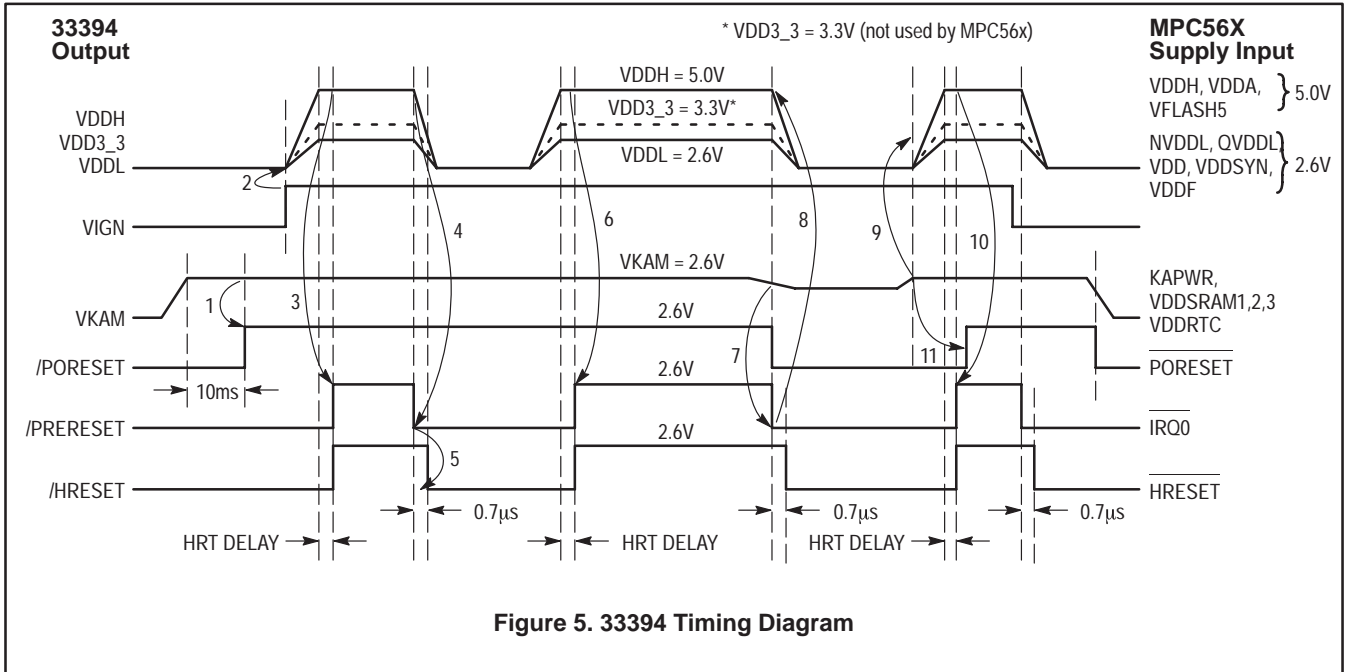 33394
Output
* VDD3_3 = 3.3V (not used by MPC56x)
MPC56X
Supply Input
VDDH = 5.0V
VDD3_3 = 3.3V*
VDDL = 2.6V
VDDH
VDD3_3
VDDL
VDDH, VDDA,
VFLASH5
} 5.0V
NVDDL, QVDDL,
VDD, VDDSYN,
VDDF
} 2.6V
2
VIGN
4
6
8
9
10
VKAM = 2.6V
1
3
VKAM
2.6V
KAPWR,
VDDSRAM1,2,3
VDDRTC
/PORESET
7
11
PORESET
10ms
2.6V
/PRERESET
IRQ0
2.6V
5
/HRESET
HRESET
0.7µs
0.7µs
0.7µs
HRT DELAY
HRT DELAY
HRT DELAY
Figure 5. 33394 Timing Diagram